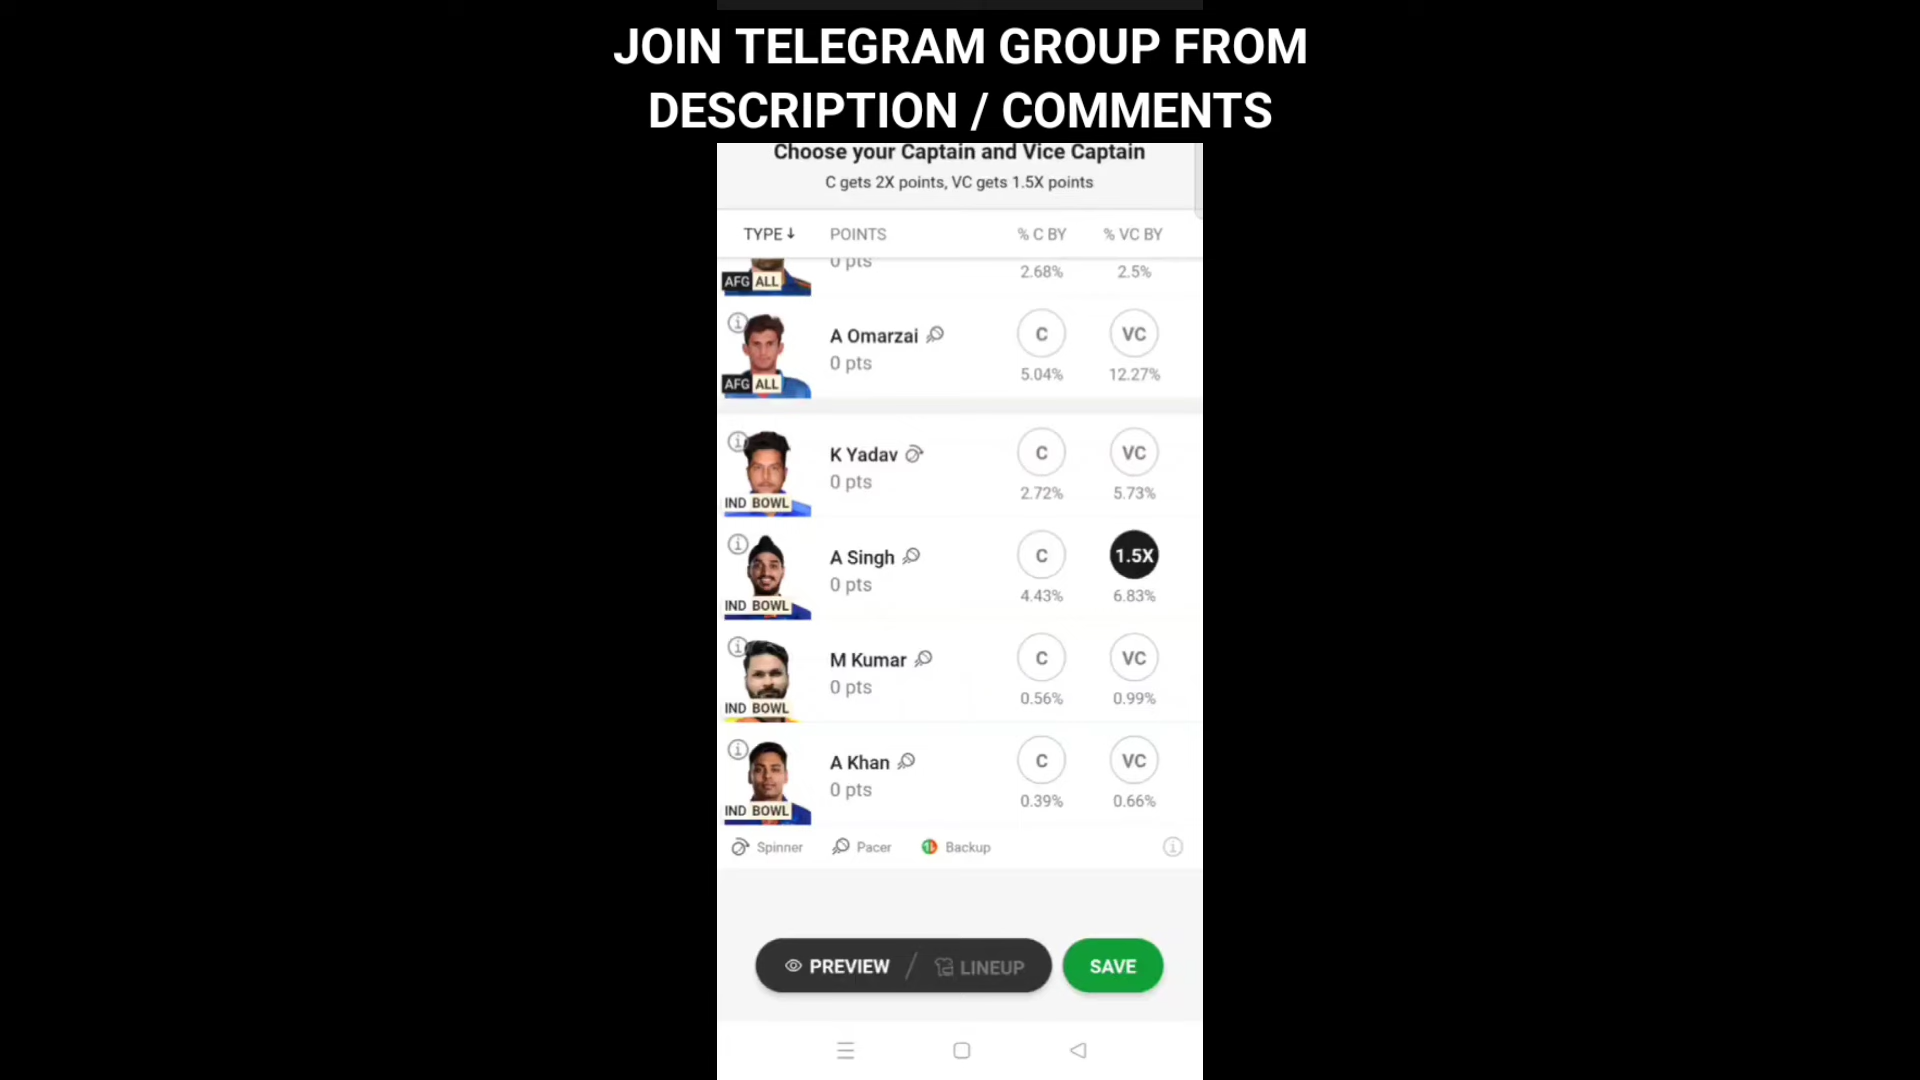 JOIN TELEGRAM GROUP FROM
DESCRIPTION / COMMENTS
Choose your Captain and Vice Captain
C gets 2X points, VC gets 1.5X points
TYPE↓ POINTS % C BY % VC BY
0 pts
2.68% 2.5%
AFG ALL
A Omarzai C VC
0 pts
5.04% 12.27%
AFG ALL
K Yadav C VC
0 pts
2.72% 5.73%
IND BOWL
A Singh C 1.5X
0 pts
4.43% 6.83%
IND BOWL
M Kumar C VC
0 pts
0.56% 0.99%
IND BOWL
A Khan C VC
0 pts
0.39% 0.66%
IND BOWL
Spinner Pacer Backup
PREVIEW / LINEUP SAVE